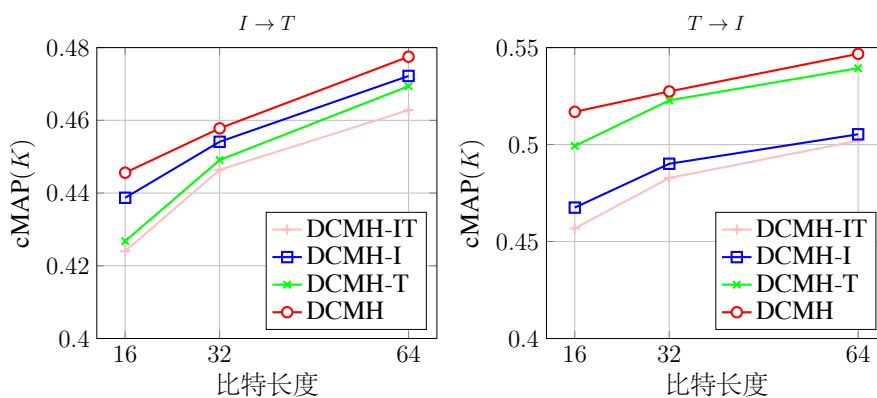 I → T
0.48
0.46
0.44
0.42
0.4
cMAP(K)
16 32 64
比特长度
DCMH-IT
DCMH-I
DCMH-T
DCMH
T → I
0.55
0.5
0.45
0.4
cMAP(K)
16 32 64
比特长度
DCMH-IT
DCMH-I
DCMH-T
DCMH